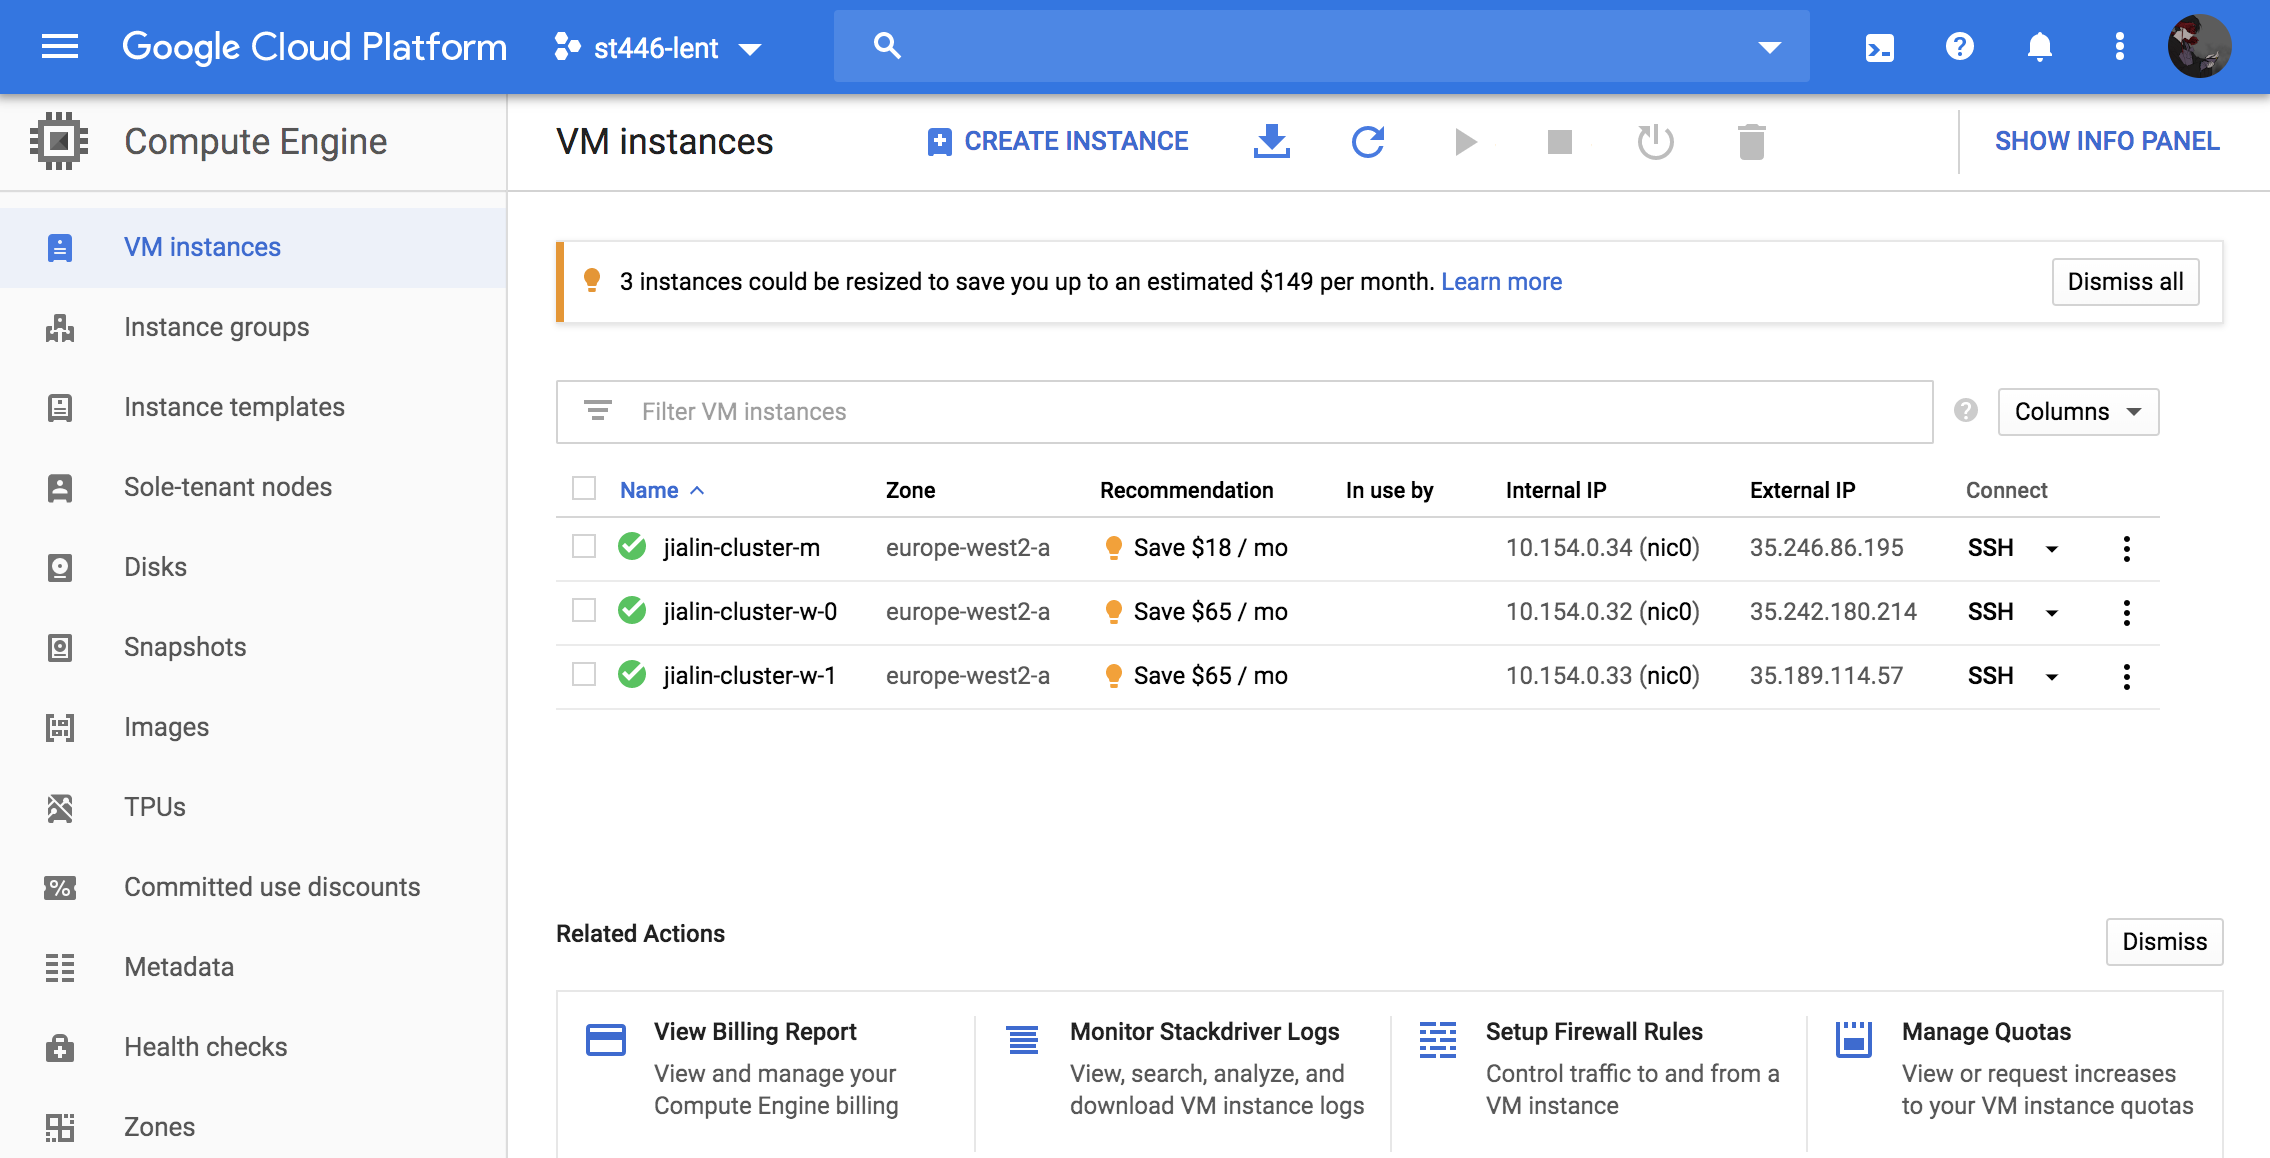 Google Cloud Platform
st446-lent
Compute Engine
VM instances
CREATE INSTANCE
SHOW INFO PANEL
VM instances
Instance groups
Instance templates
Sole-tenant nodes
Disks
Snapshots
Images
TPUs
Committed use discounts
Metadata
Health checks
Zones
3 instances could be resized to save you up to an estimated $149 per month. Learn more
Dismiss all
Filter VM instances
Columns
Name Zone Recommendation In use by Internal IP External IP Connect
jialin-cluster-m europe-west2-a Save $18 / mo 10.154.0.34 (nic0) 35.246.86.195 SSH
jialin-cluster-w-0 europe-west2-a Save $65 / mo 10.154.0.32 (nic0) 35.242.180.214 SSH
jialin-cluster-w-1 europe-west2-a Save $65 / mo 10.154.0.33 (nic0) 35.189.114.57 SSH
Related Actions
Dismiss
View Billing Report
View and manage your
Compute Engine billing
Monitor Stackdriver Logs
View, search, analyze, and
download VM instance logs
Setup Firewall Rules
Control traffic to and from a
VM instance
Manage Quotas
View or request increases
to your VM instance quotas